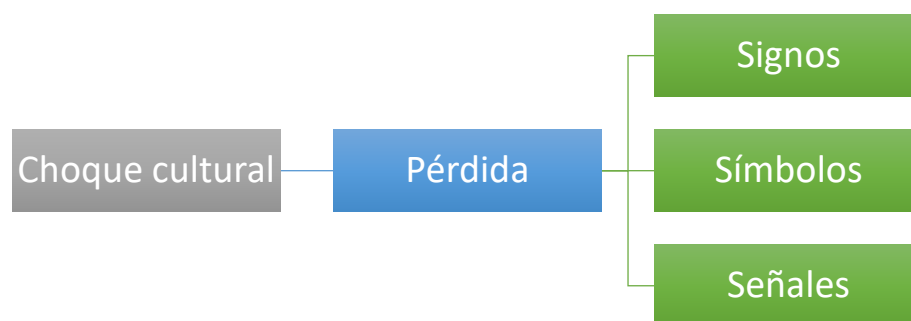 Choque cultural
Pérdida
Signos
Símbolos
Señales